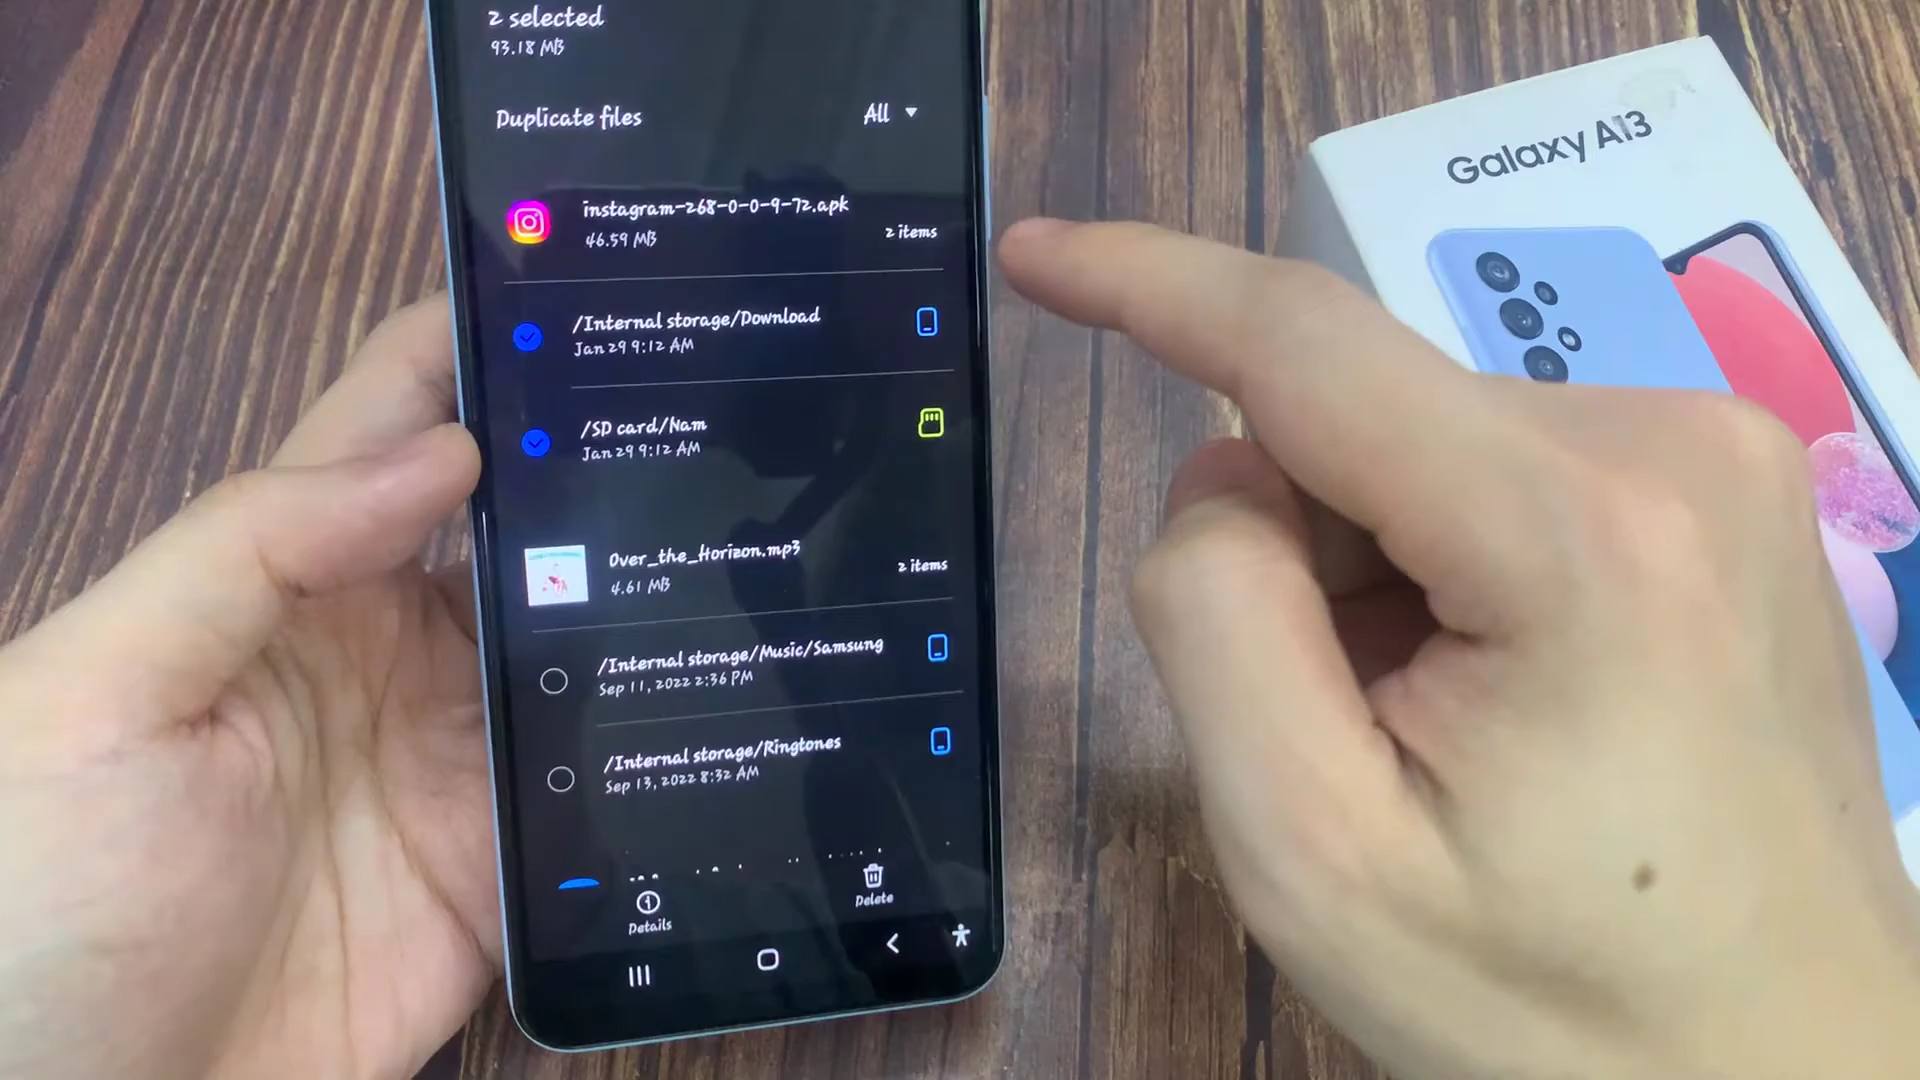 2 selected
93.18 MB
Duplicate files
All
instagram-268-0-0-9-72.apk
46.59 MB
2 items
/Internal storage/Download
Jan 29 9:12 AM
/SD card/Nam
Jan 29 9:12 AM
Over_the_Horizon.mp3
4.61 MB
2 items
/Internal storage/Music/Samsung
Sep 11, 2022 2:36 PM
/Internal storage/Ringtones
Sep 13, 2022 8:32 AM
Details
Delete
Galaxy A13